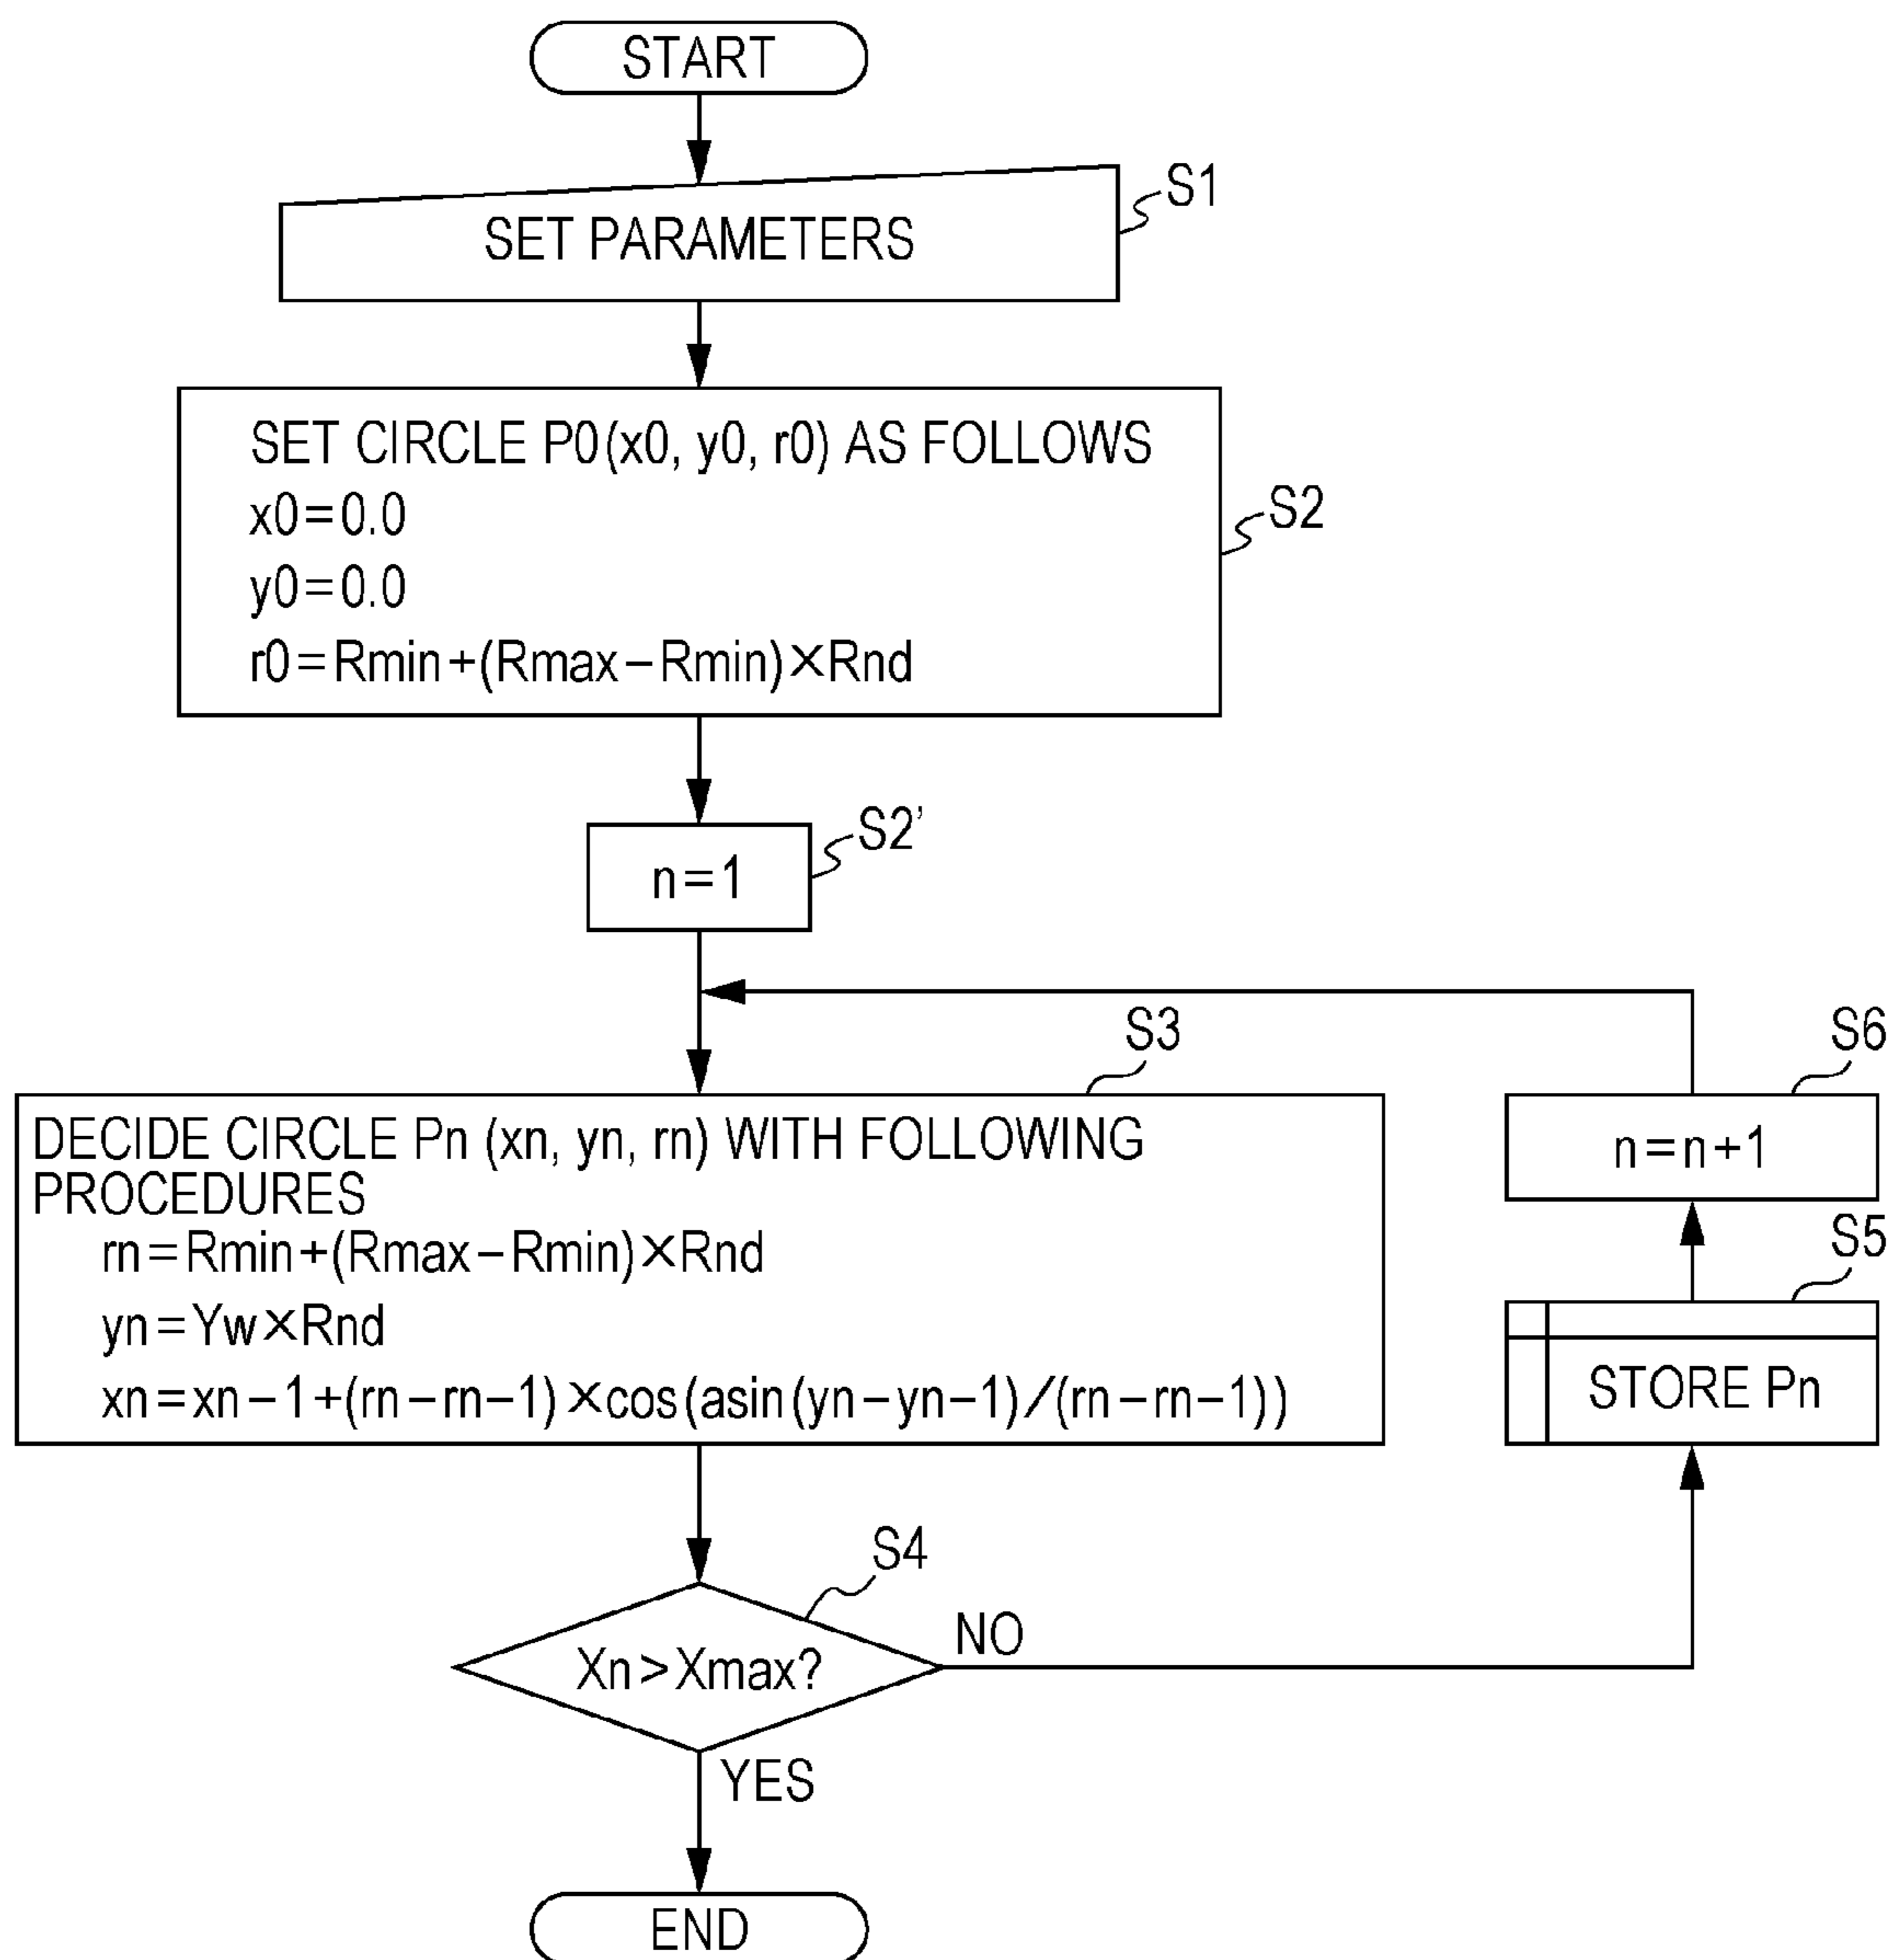 START
SET PARAMETERS
S1
SET CIRCLE P0(x0, y0, r0) AS FOLLOWS
x0=0.0
y0=0.0
r0=Rmin+(Rmax−Rmin)×Rnd
S2
n=1
S2'
S3
DECIDE CIRCLE Pn (xn, yn, rn) WITH FOLLOWING
PROCEDURES
rn=Rmin+(Rmax−Rmin)×Rnd
yn=Yw×Rnd
xn=xn−1+(rn−rn−1)×cos(asin(yn−yn−1)/(rn−rn−1))
S6
n=n+1
S5
STORE Pn
S4
Xn>Xmax?
NO
YES
END